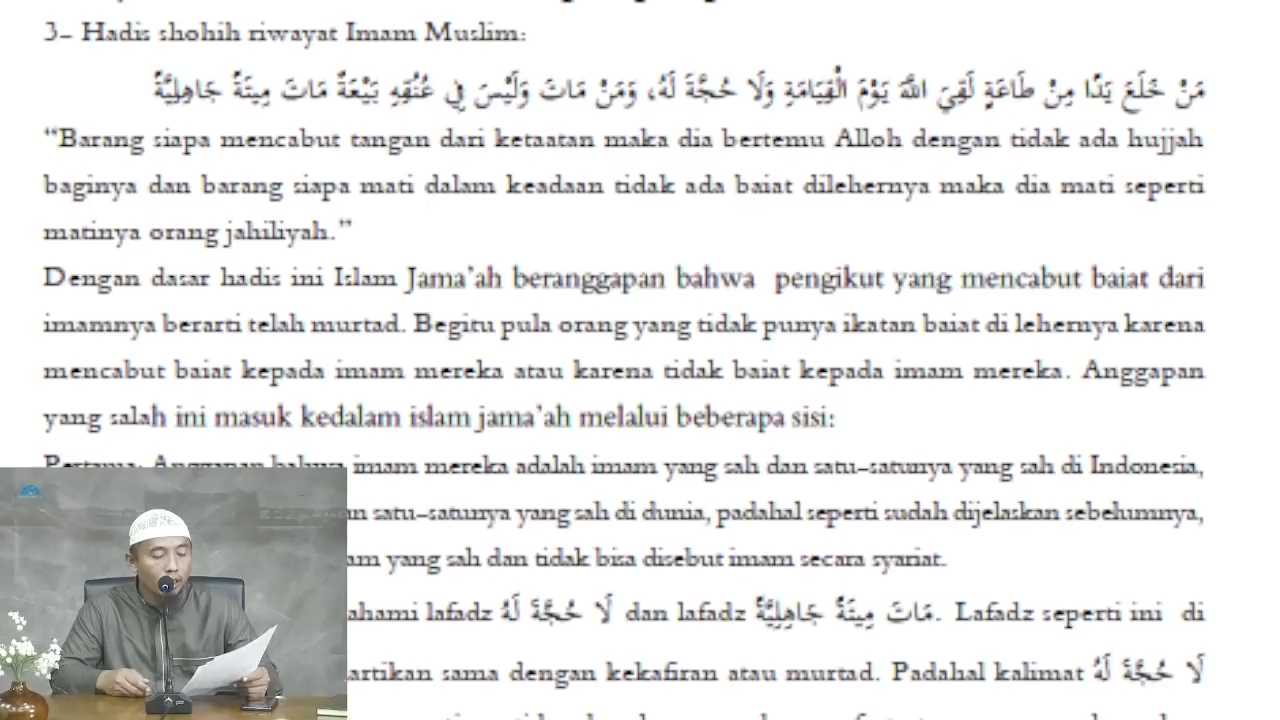 3- Hadis shohih riwayat Imam Muslim:
مَنْ خَلَعَ يَدًا مِنْ طَاعَةٍ لَقِيَ اللهَ يَوْمَ الْقِيَامَةِ وَلَا حُجَّةَ لَهُ، وَمَنْ مَاتَ وَلَيْسَ فِي عُنُقِهِ بَيْعَةٌ مَاتَ مِيتَةً جَاهِلِيَّةً
“Barang siapa mencabut tangan dari ketaatan maka dia bertemu Alloh dengan tidak ada hujjah
baginya dan barang siapa mati dalam keadaan tidak ada baiat dilehernya maka dia mati seperti
matinya orang jahiliyah.”
Dengan dasar hadis ini Islam Jama’ah beranggapan bahwa pengikut yang mencabut baiat dari
imamnya berarti telah murtad. Begitu pula orang yang tidak punya ikatan baiat di lehernya karena
mencabut baiat kepada imam mereka atau karena tidak baiat kepada imam mereka. Anggapan
yang salah ini masuk kedalam islam jama’ah melalui beberapa sisi:
imam mereka adalah imam yang sah dan satu-satunya yang sah di Indonesia,
satu-satunya yang sah di dunia, padahal seperti sudah dijelaskan sebelumnya,
yang sah dan tidak bisa disebut imam secara syariat.
lafadz لَا حُجَّةَ لَهُ dan lafadz مَاتَ مِيتَةً جَاهِلِيَّةً. Lafadz seperti ini di
sama dengan kekafiran atau murtad. Padahal kalimat لَا حُجَّةَ لَهُ